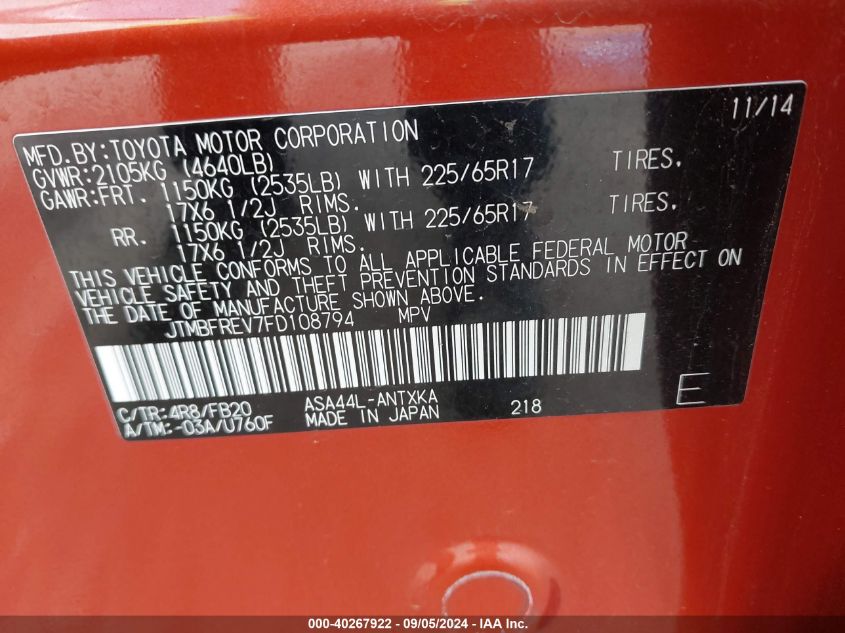 11/14
MFD.BY:TOYOTA MOTOR CORPORATION
GVWR:2105KG (4640LB)
GAWR:FRT. 1150KG (2535LB) WITH 225/65R17 TIRES.
17X6 1/2J RIMS.
RR. 1150KG (2535LB) WITH 225/65R17 TIRES.
17X6 1/2J RIMS.
THIS VEHICLE CONFORMS TO ALL APPLICABLE FEDERAL MOTOR
VEHICLE SAFETY AND THEFT PREVENTION STANDARDS IN EFFECT ON
THE DATE OF MANUFACTURE SHOWN ABOVE.
JTMBFREV7FD108794 MPV
C/TR:4R8/FB20 ASA44L-ANTXKA
A/TM:-03A/U760F MADE IN JAPAN 218 E
000-40267922 - 09/05/2024 - IAA Inc.